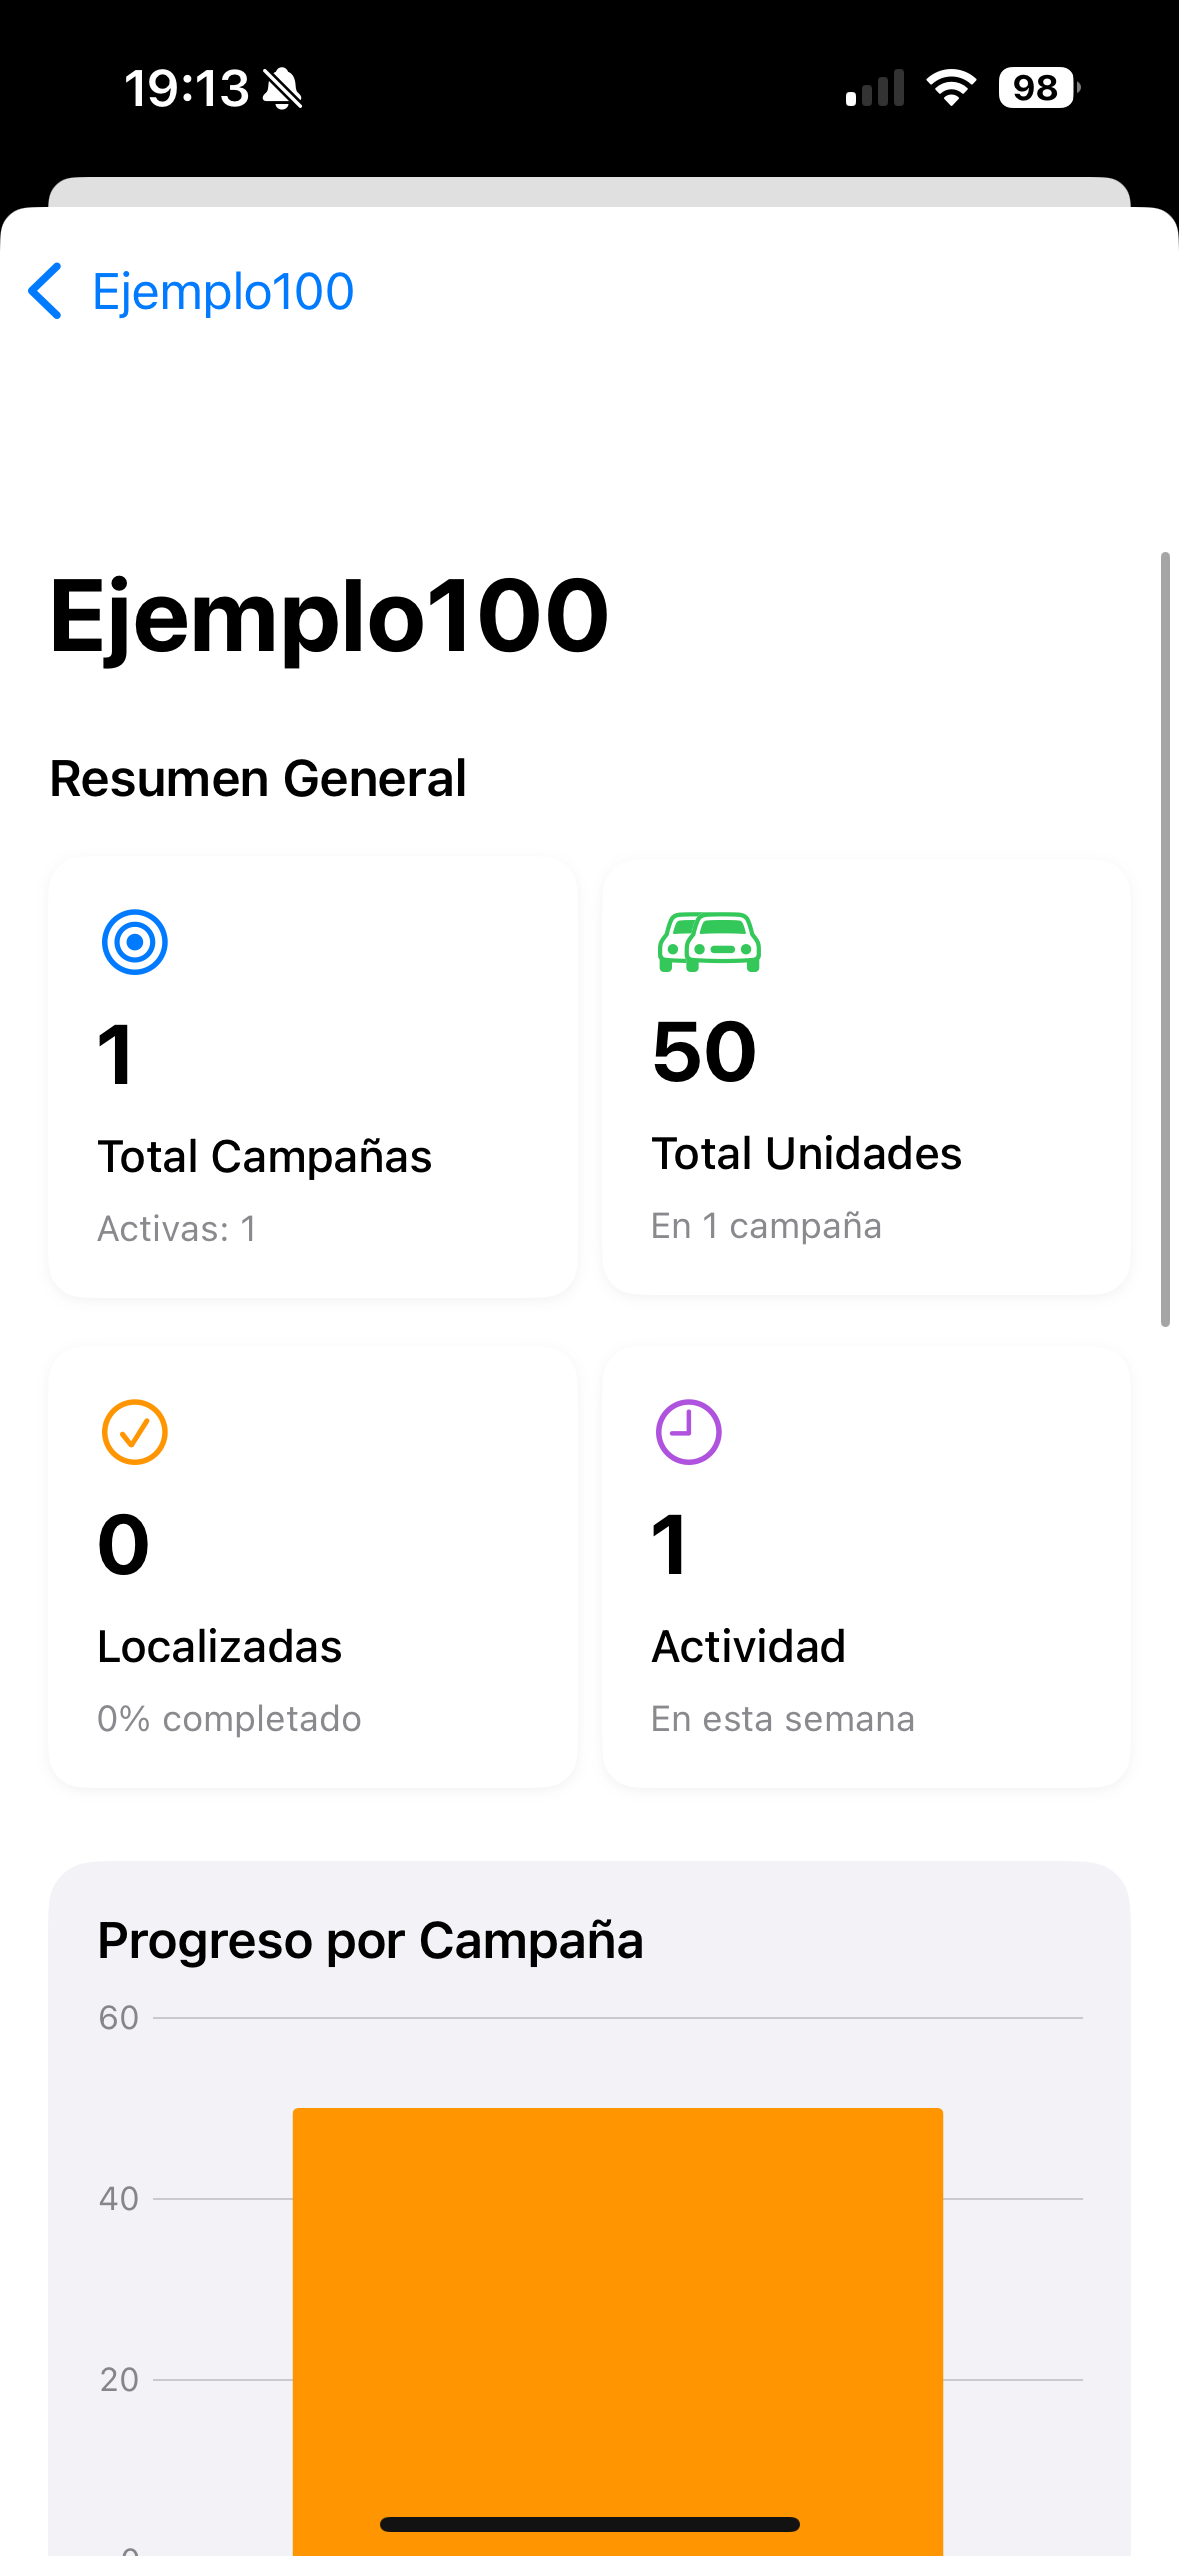 19:13
98
Ejemplo100
Ejemplo100
Resumen General
1
Total Campañas
Activas: 1
50
Total Unidades
En 1 campaña
0
Localizadas
0% completado
1
Actividad
En esta semana
Progreso por Campaña
60
40
20
0